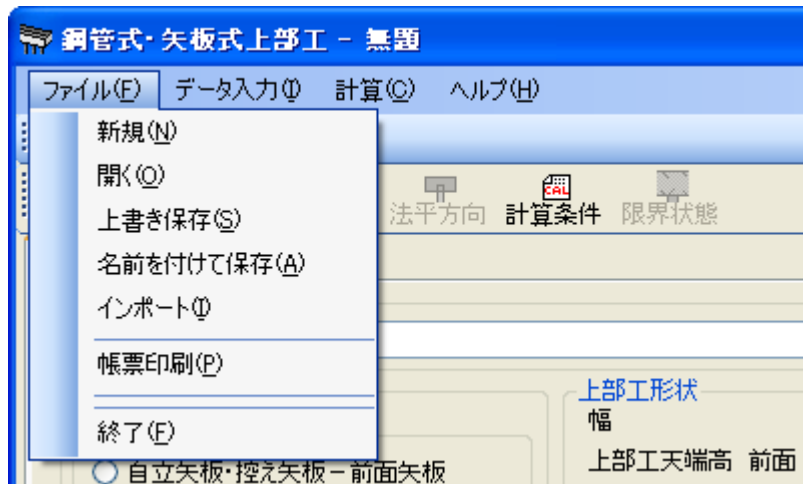 鋼管式･矢板式上部工 - 無題
ファイル(F) データ入力(I) 計算(C) ヘルプ(H)
新規(N)
開く(O)
上書き保存(S)
名前を付けて保存(A)
インポート(I)
帳票印刷(P)
終了(F)
法平方向 計算条件 限界状態
上部工形状
幅
上部工天端高 前面
自立矢板･控え矢板－前面矢板